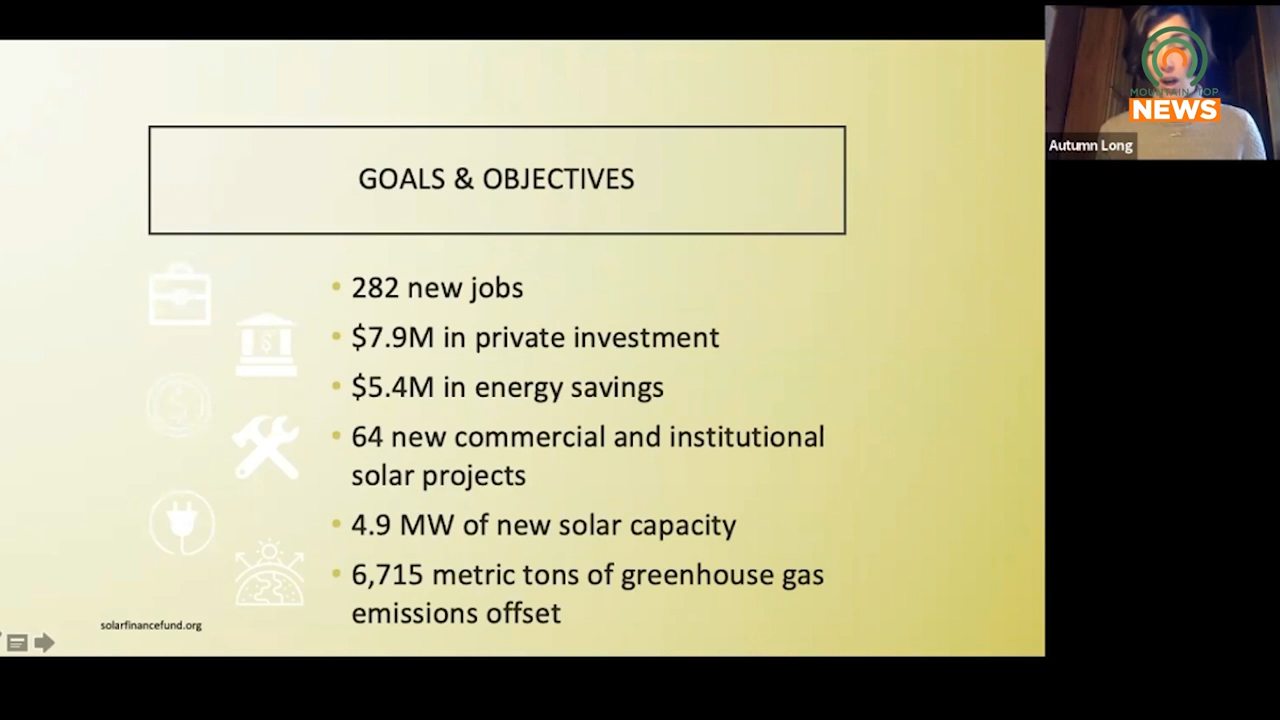 GOALS & OBJECTIVES
• 282 new jobs
• $7.9M in private investment
• $5.4M in energy savings
• 64 new commercial and institutional
solar projects
• 4.9 MW of new solar capacity
• 6,715 metric tons of greenhouse gas
emissions offset
solarfinancefund.org
MOUNTAIN TOP
NEWS
Autumn Long